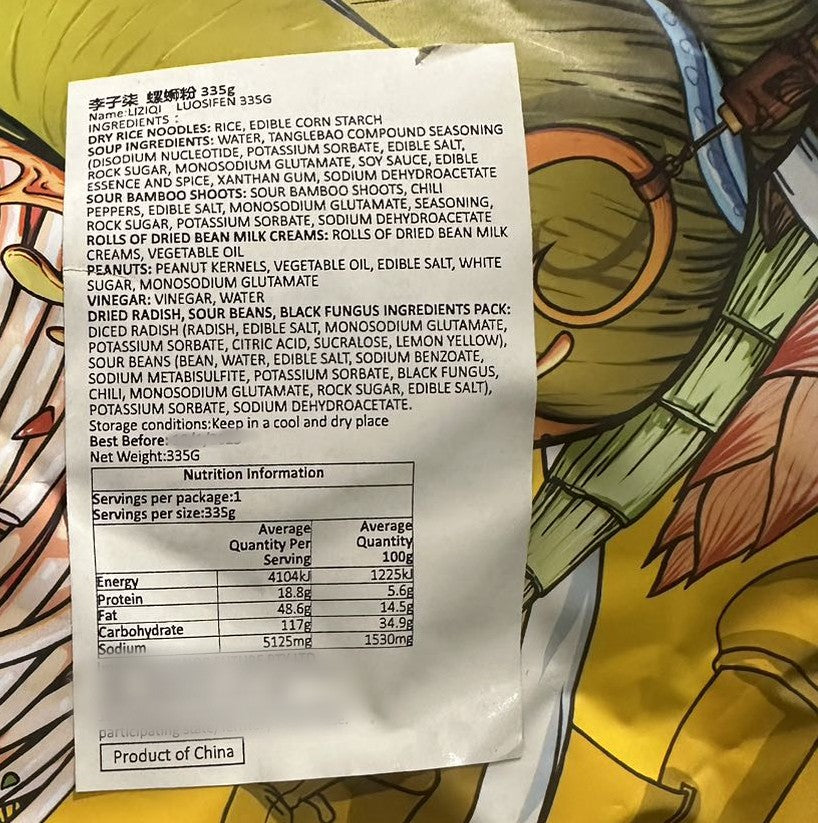 李子柒 螺蛳粉 335g
Name:LIZIQI LUOSIFEN 335G
INGREDIENTS :
DRY RICE NOODLES: RICE, EDIBLE CORN STARCH
SOUP INGREDIENTS: WATER, TANGLEBAO COMPOUND SEASONING
(DISODIUM NUCLEOTIDE, POTASSIUM SORBATE, EDIBLE SALT,
ROCK SUGAR, MONOSODIUM GLUTAMATE, SOY SAUCE, EDIBLE
ESSENCE AND SPICE, XANTHAN GUM, SODIUM DEHYDROACETATE
SOUR BAMBOO SHOOTS: SOUR BAMBOO SHOOTS, CHILI
PEPPERS, EDIBLE SALT, MONOSODIUM GLUTAMATE, SEASONING,
ROCK SUGAR, POTASSIUM SORBATE, SODIUM DEHYDROACETATE
ROLLS OF DRIED BEAN MILK CREAMS: ROLLS OF DRIED BEAN MILK
CREAMS, VEGETABLE OIL
PEANUTS: PEANUT KERNELS, VEGETABLE OIL, EDIBLE SALT, WHITE
SUGAR, MONOSODIUM GLUTAMATE
VINEGAR: VINEGAR, WATER
DRIED RADISH, SOUR BEANS, BLACK FUNGUS INGREDIENTS PACK:
DICED RADISH (RADISH, EDIBLE SALT, MONOSODIUM GLUTAMATE,
POTASSIUM SORBATE, CITRIC ACID, SUCRALOSE, LEMON YELLOW),
SOUR BEANS (BEAN, WATER, EDIBLE SALT, SODIUM BENZOATE,
SODIUM METABISULFITE, POTASSIUM SORBATE, BLACK FUNGUS,
CHILI, MONOSODIUM GLUTAMATE, ROCK SUGAR, EDIBLE SALT),
POTASSIUM SORBATE, SODIUM DEHYDROACETATE.
Storage conditions:Keep in a cool and dry place
Best Before:
Net Weight:335G
Nutrition Information
Servings per package:1
Servings per size:335g
Average Quantity Per Serving Average Quantity 100g
Energy 4104kJ 1225kJ
Protein 18.8g 5.6g
Fat 48.6g 14.5g
Carbohydrate 117g 34.9g
Sodium 5125mg 1530mg
participating state,
Product of China